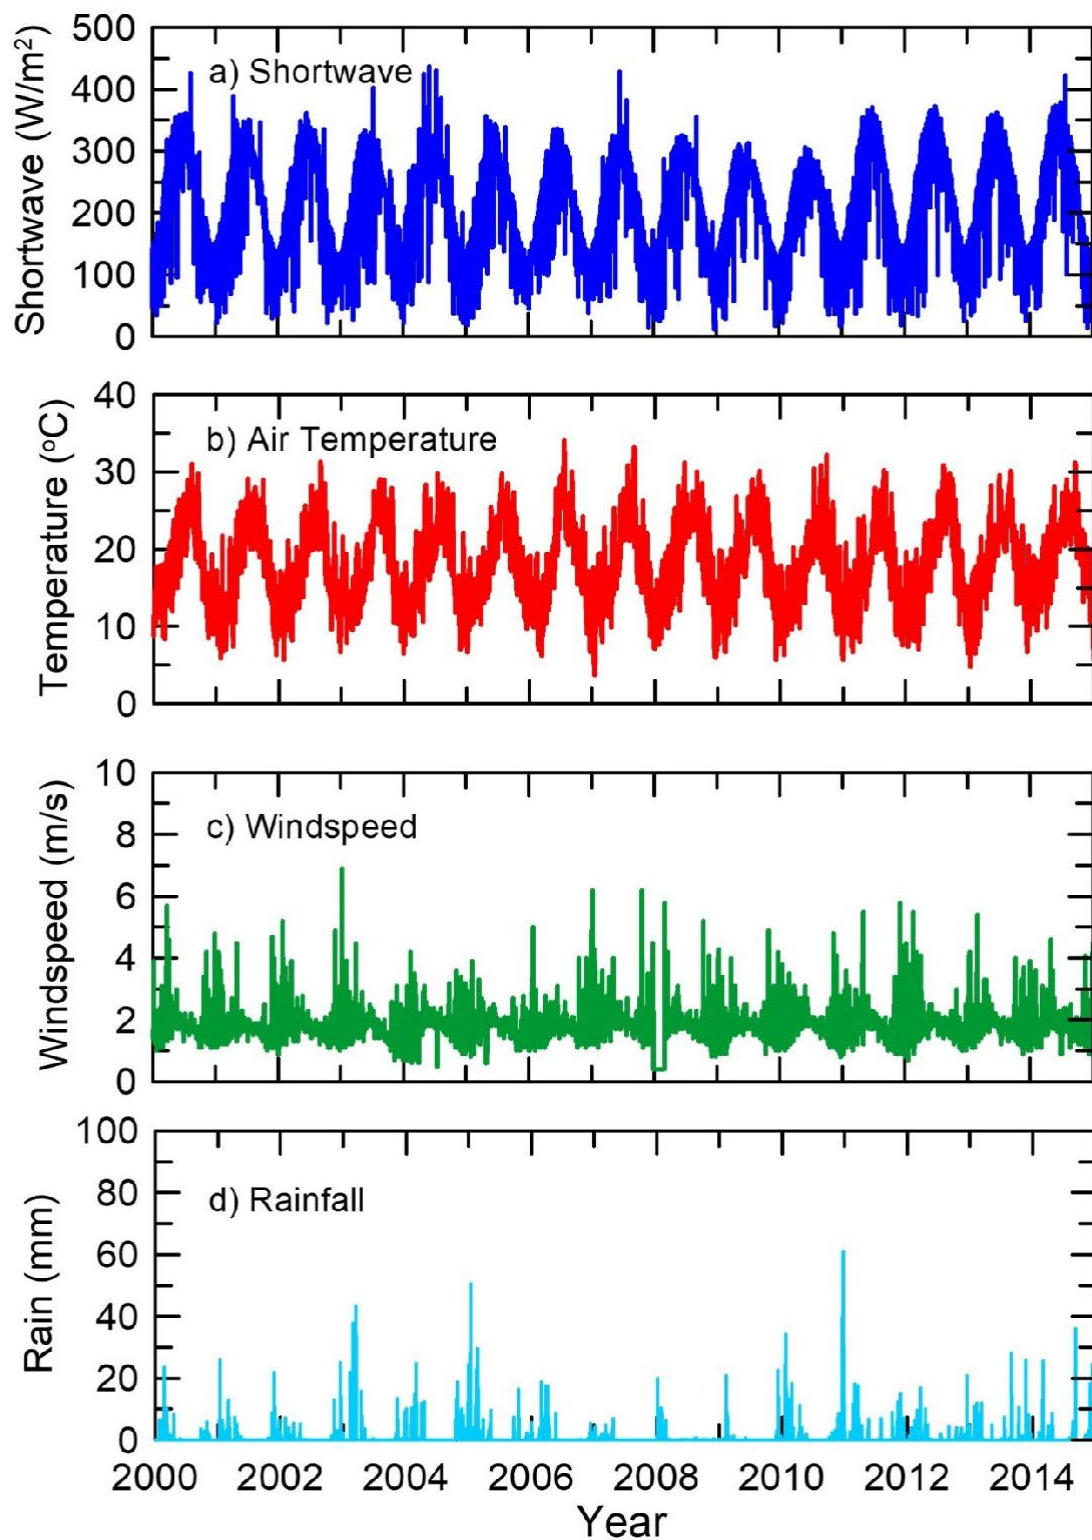 500
400
300
200
100
0
Shortwave (W/m²)
a) Shortwave
40
30
20
10
0
Temperature (°C)
b) Air Temperature
10
8
6
4
2
0
Windspeed (m/s)
c) Windspeed
100
80
60
40
20
0
Rain (mm)
d) Rainfall
2000 2002 2004 2006 2008 2010 2012 2014
Year